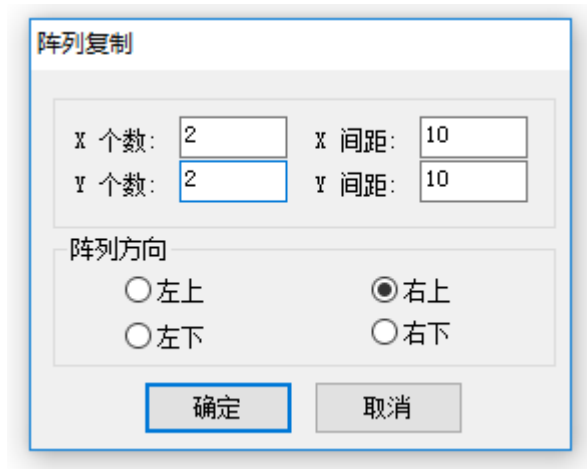 阵列复制
X 个数: 2 X 间距: 10
Y 个数: 2 Y 间距: 10
阵列方向
左上 右上
左下 右下
确定 取消